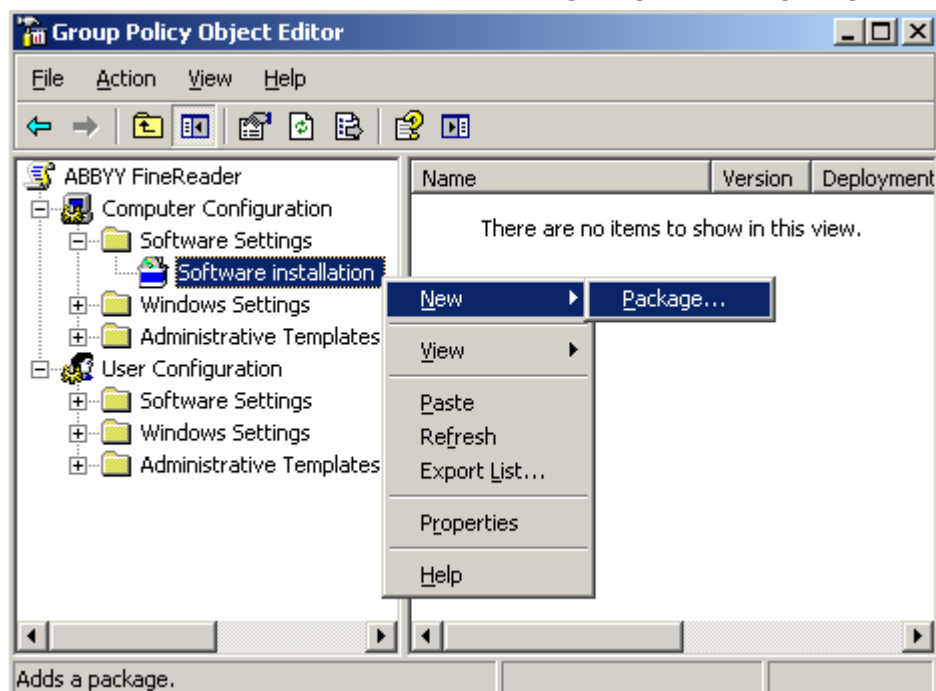 Group Policy Object Editor
File Action View Help
ABBYY FineReader
Computer Configuration
Software Settings
Software installation
Windows Settings
Administrative Templates
User Configuration
Software Settings
Windows Settings
Administrative Templates
Name Version Deployment
There are no items to show in this view.
New
View
Paste
Refresh
Export List...
Properties
Help
Package...
Adds a package.